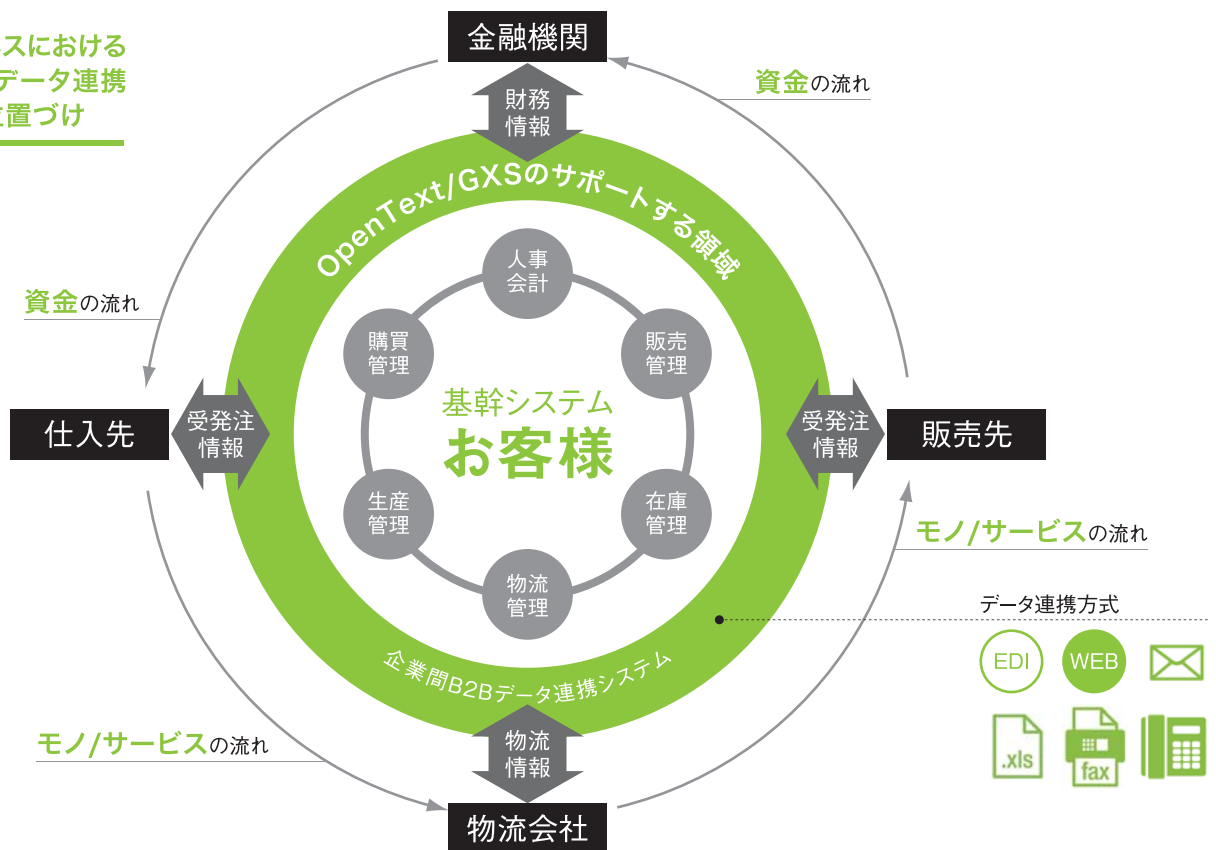 スにおける
データ連携
置づけ
金融機関
財務
情報
資金の流れ
OpenText/GXSのサポートする領域
人事
会計
購買
管理
販売
管理
資金の流れ
基幹システム
お客様
仕入先
受発注
情報
受発注
情報
販売先
生産
管理
在庫
管理
モノ/サービスの流れ
物流
管理
データ連携方式
EDI
WEB
企業間B2Bデータ連携システム
モノ/サービスの流れ
物流
情報
.xls
fax
物流会社